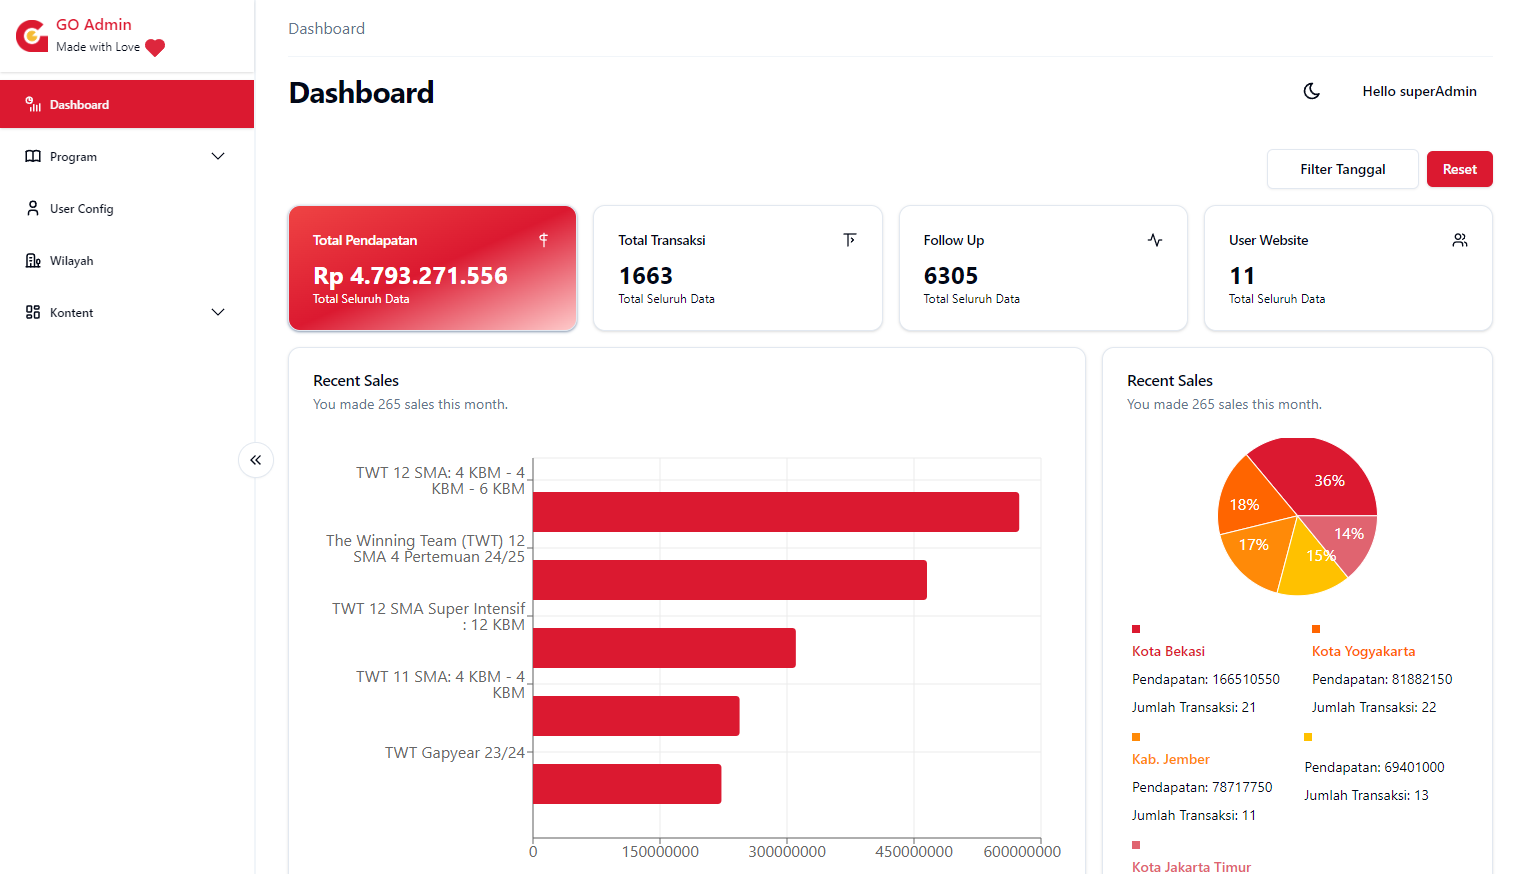 GO Admin
Made with Love
Dashboard
Program
User Config
Wilayah
Kontent
Dashboard
Dashboard
Hello superAdmin
Filter Tanggal
Reset
Total Pendapatan
Rp 4.793.271.556
Total Seluruh Data
Total Transaksi
1663
Total Seluruh Data
Follow Up
6305
Total Seluruh Data
User Website
11
Total Seluruh Data
Recent Sales
You made 265 sales this month.
TWT 12 SMA: 4 KBM - 4
KBM - 6 KBM
The Winning Team (TWT) 12
SMA 4 Pertemuan 24/25
TWT 12 SMA Super Intensif
: 12 KBM
TWT 11 SMA: 4 KBM - 4
KBM
TWT Gapyear 23/24
0 150000000 300000000 450000000 600000000
Recent Sales
You made 265 sales this month.
36%
18%
14%
17%
15%
Kota Bekasi
Pendapatan: 166510550
Jumlah Transaksi: 21
Kota Yogyakarta
Pendapatan: 81882150
Jumlah Transaksi: 22
Kab. Jember
Pendapatan: 78717750
Jumlah Transaksi: 11
Pendapatan: 69401000
Jumlah Transaksi: 13
Kota Jakarta Timur